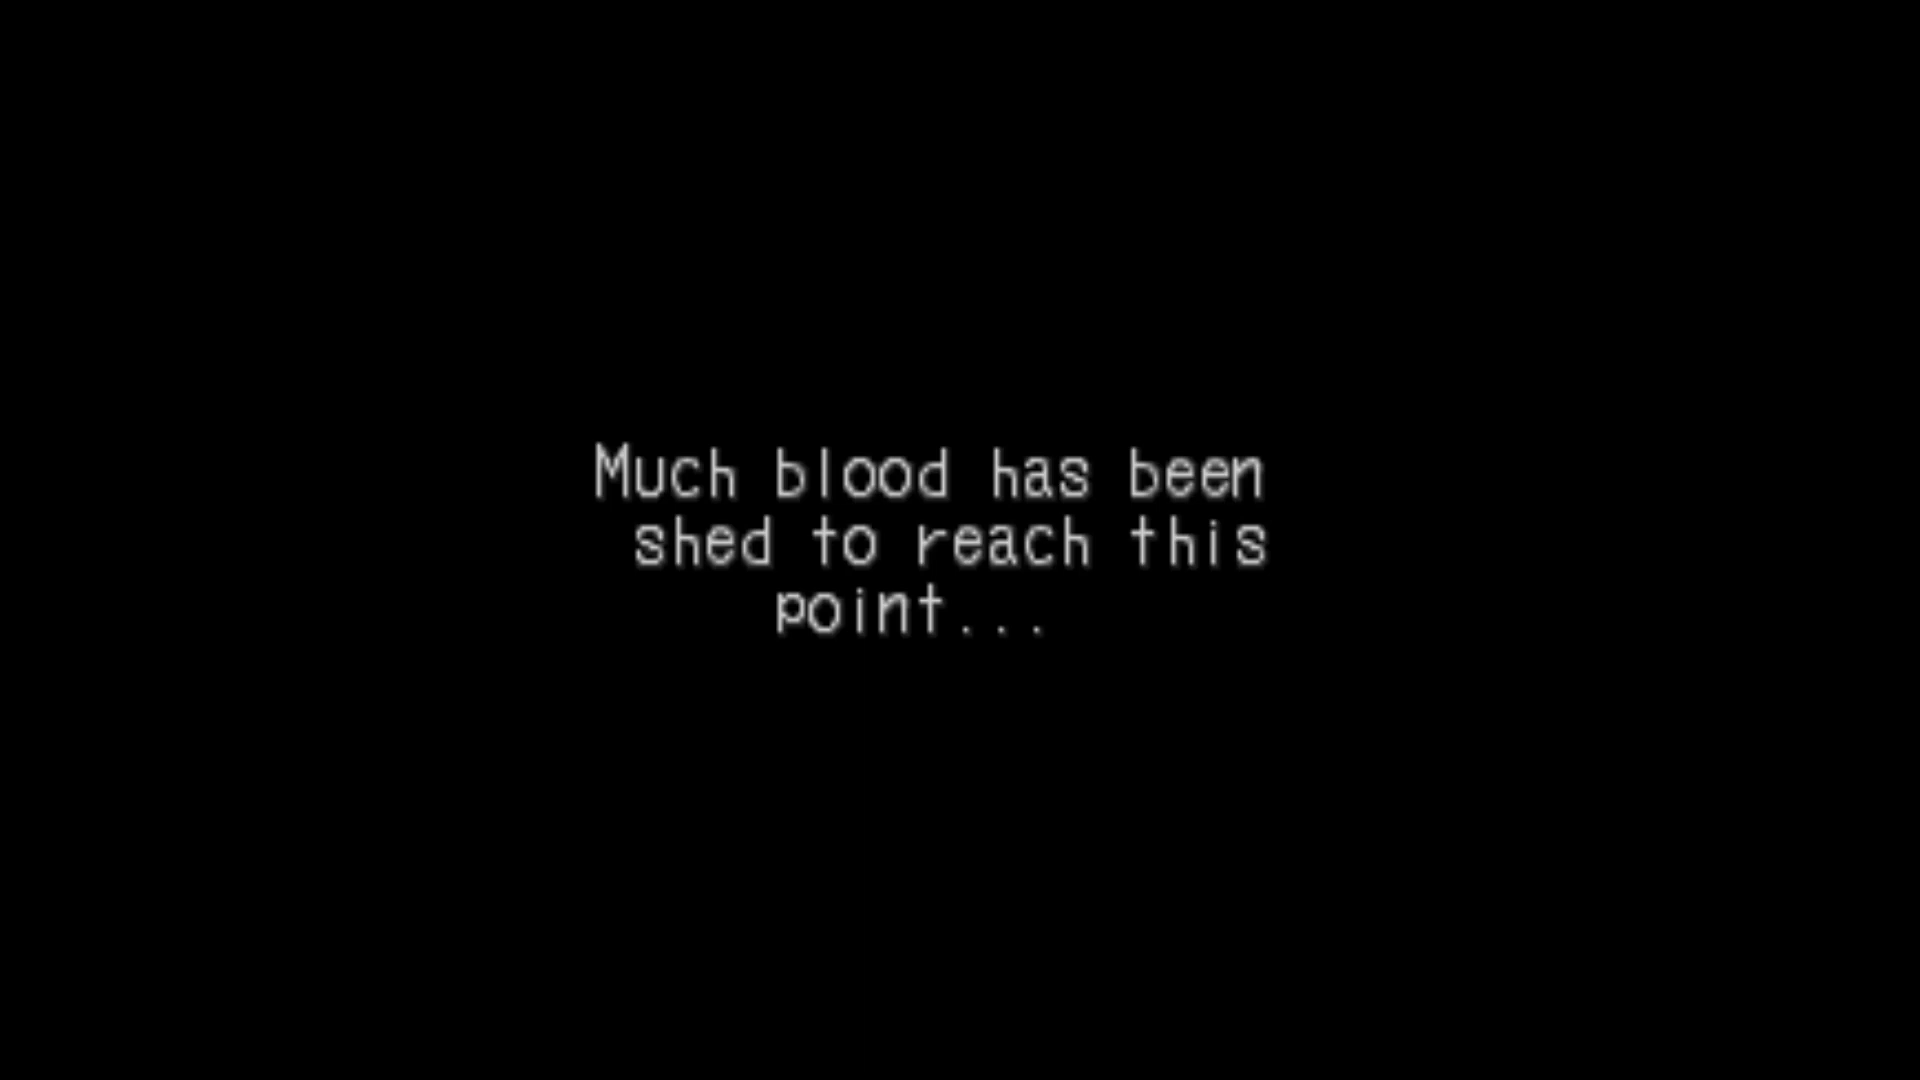 Much blood has been
shed to reach this
point...